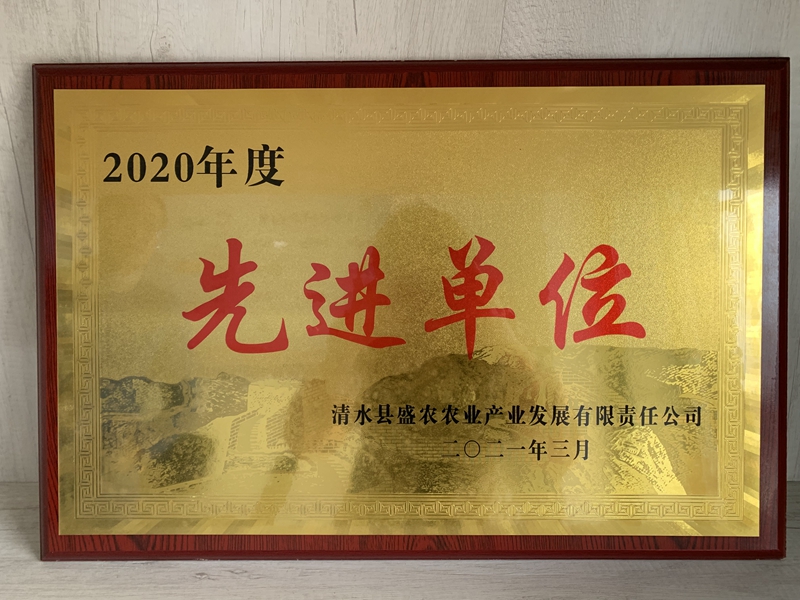 2020年度
先进单位
清水县盛农农业产业发展有限责任公司
二〇二一年三月